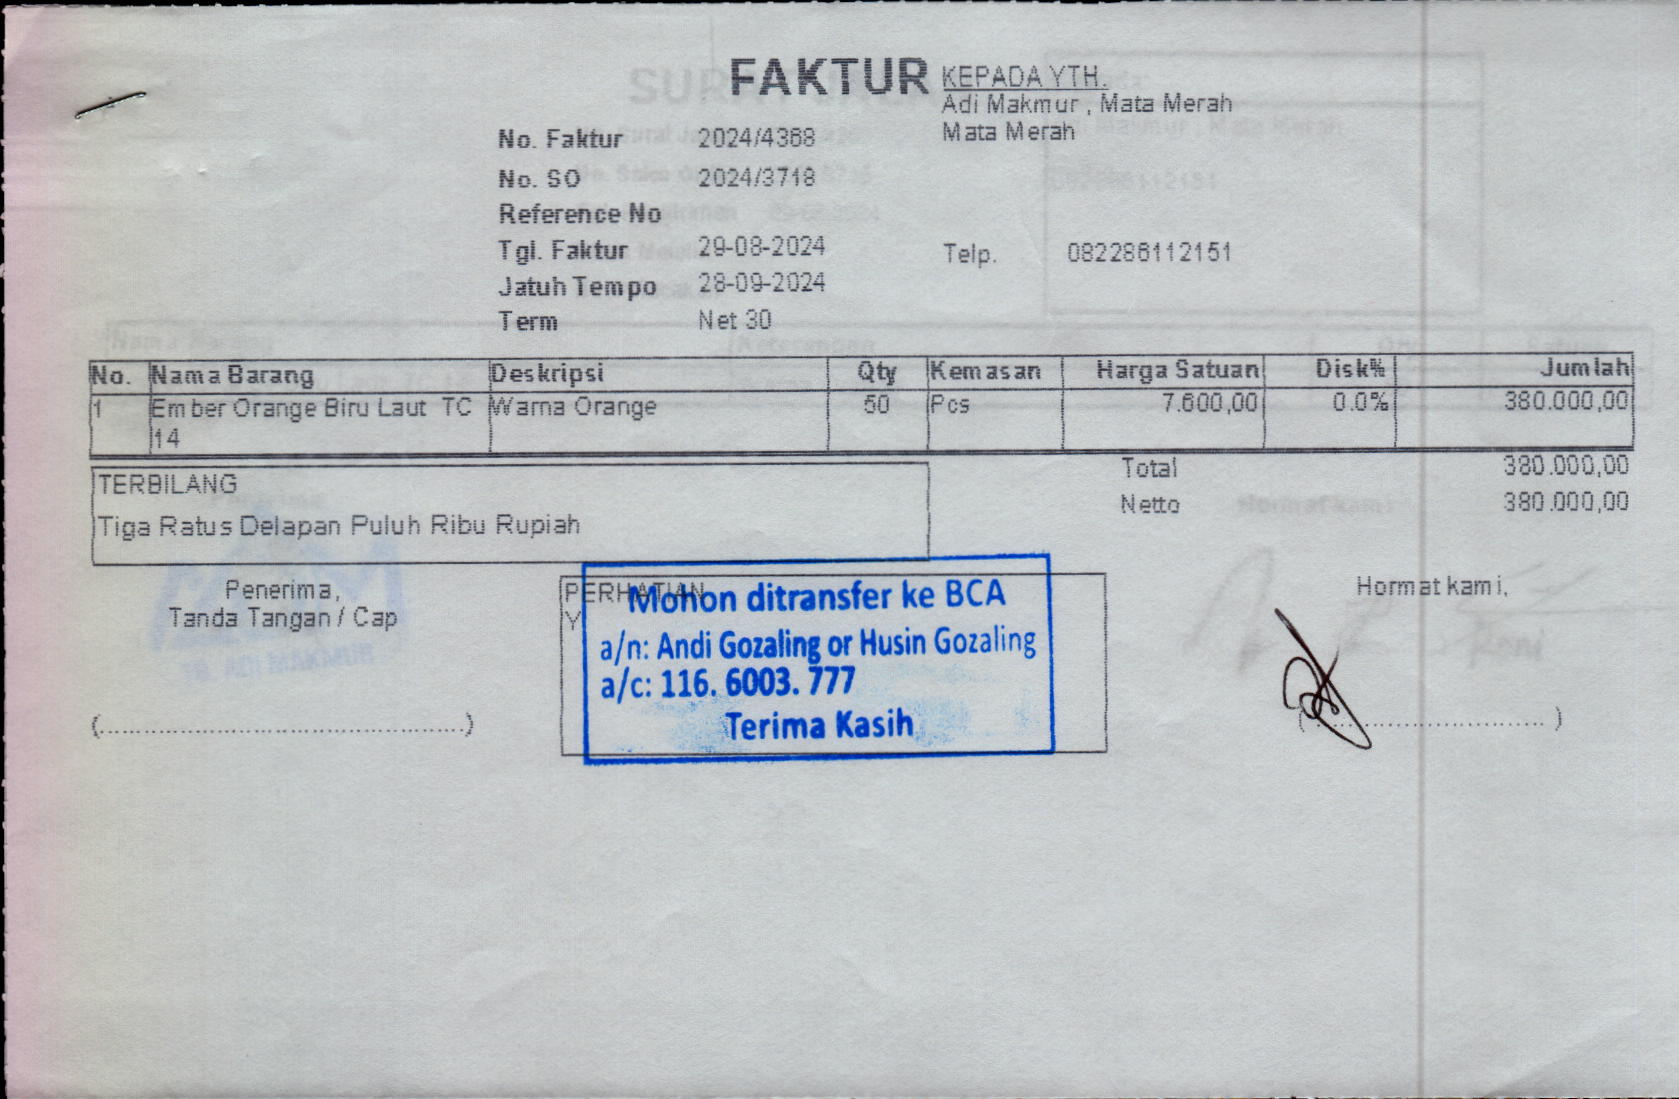 FAKTUR
KEPADA YTH.
Adi Makmur , Mata Merah
Mata Merah
No. Faktur 2024/4368
No. SO 2024/3718
Reference No
Tgl. Faktur 29-08-2024
Telp. 082286112151
Jatuh Tempo 28-09-2024
Term Net 30
No. Nama Barang Deskripsi Qty Kemasan Harga Satuan Disk% Jumlah
1 Ember Orange Biru Laut TC Warna Orange 50 Pcs 7.600,00 0.0% 380.000,00
14
Total 380.000,00
Netto 380.000,00
TERBILANG
Tiga Ratus Delapan Puluh Ribu Rupiah
Penerima,
Tanda Tangan / Cap
(..............................................)
PERHATIAN
Y
Mohon ditransfer ke BCA
a/n: Andi Gozaling or Husin Gozaling
a/c: 116. 6003. 777
Terima Kasih
Hormat kami,
(.............................. )